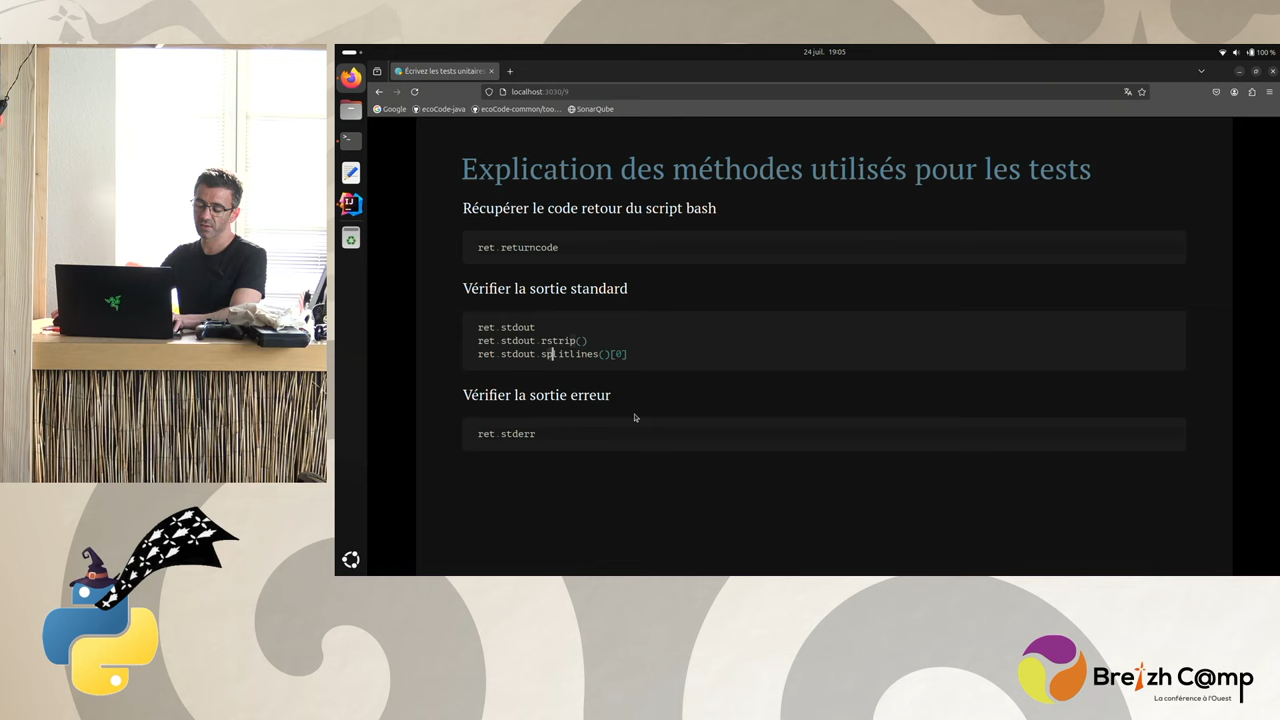 24 juil. 19:05
100 %
Écrivez les tests unitaires
localhost:3030/9
Google
ecoCode-java
ecoCode-common/too...
SonarQube
Explication des méthodes utilisés pour les tests
Récupérer le code retour du script bash
ret.returncode
Vérifier la sortie standard
ret.stdout
ret.stdout.rstrip()
ret.stdout.splitlines()[0]
Vérifier la sortie erreur
ret.stderr
Breizh C@mp
La conférence à l'Ouest